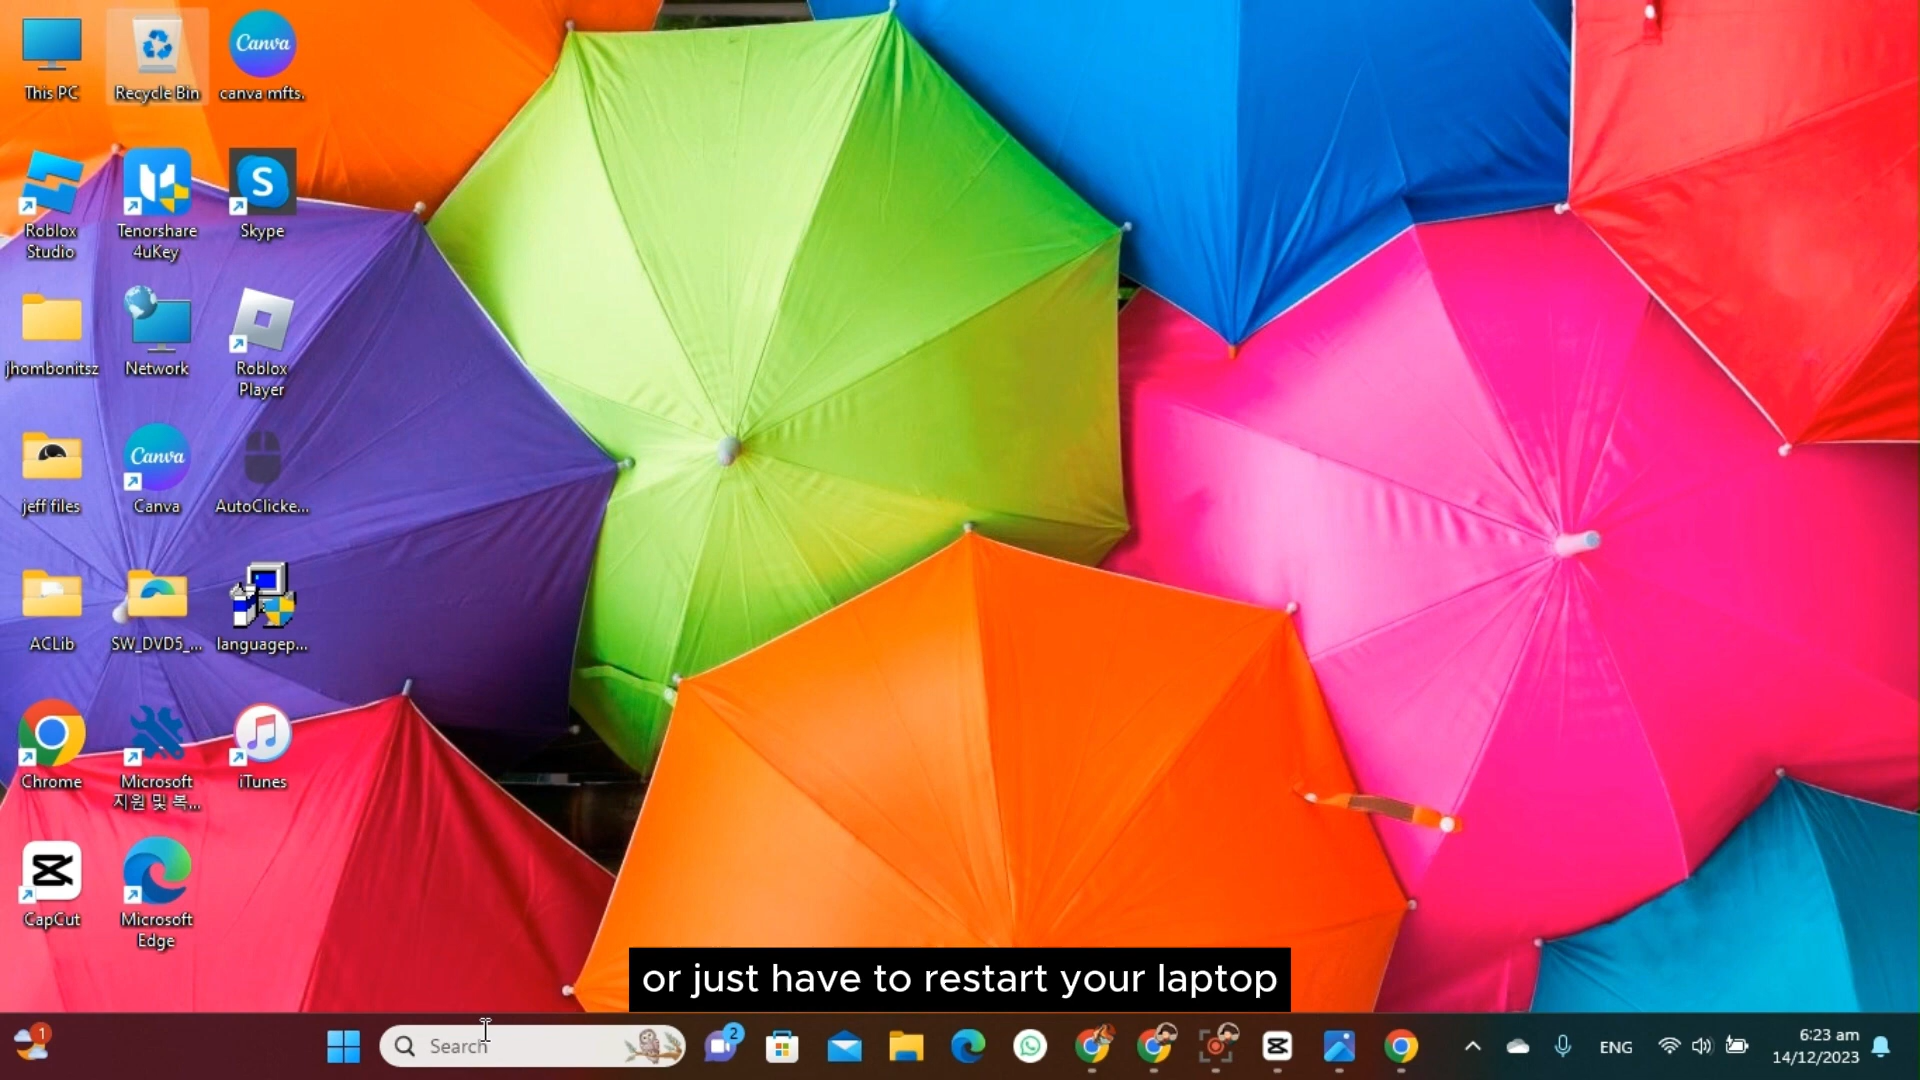 This PC
Recycle Bin
Canva
canva mfts.
Roblox
Studio
Tenorshare
4uKey
S
Skype
jhombonitsz
Network
Roblox
Player
jeff files
Canva
Canva
AutoClicke...
ACLib
SW_DVD5_...
languagep...
Chrome
Microsoft
지원 및 복...
iTunes
CapCut
Microsoft
Edge
or just have to restart your laptop
1
Search
2
ENG
6:23 am
14/12/2023